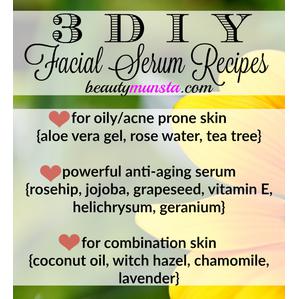 3 DIY
Facial Serum Recipes
beautymunsta.com
for oily/acne prone skin
{aloe vera gel, rose water, tea tree}
powerful anti-aging serum
{rosehip, jojoba, grapeseed, vitamin E,
helichrysum, geranium}
for combination skin
{coconut oil, witch hazel, chamomile,
lavender}